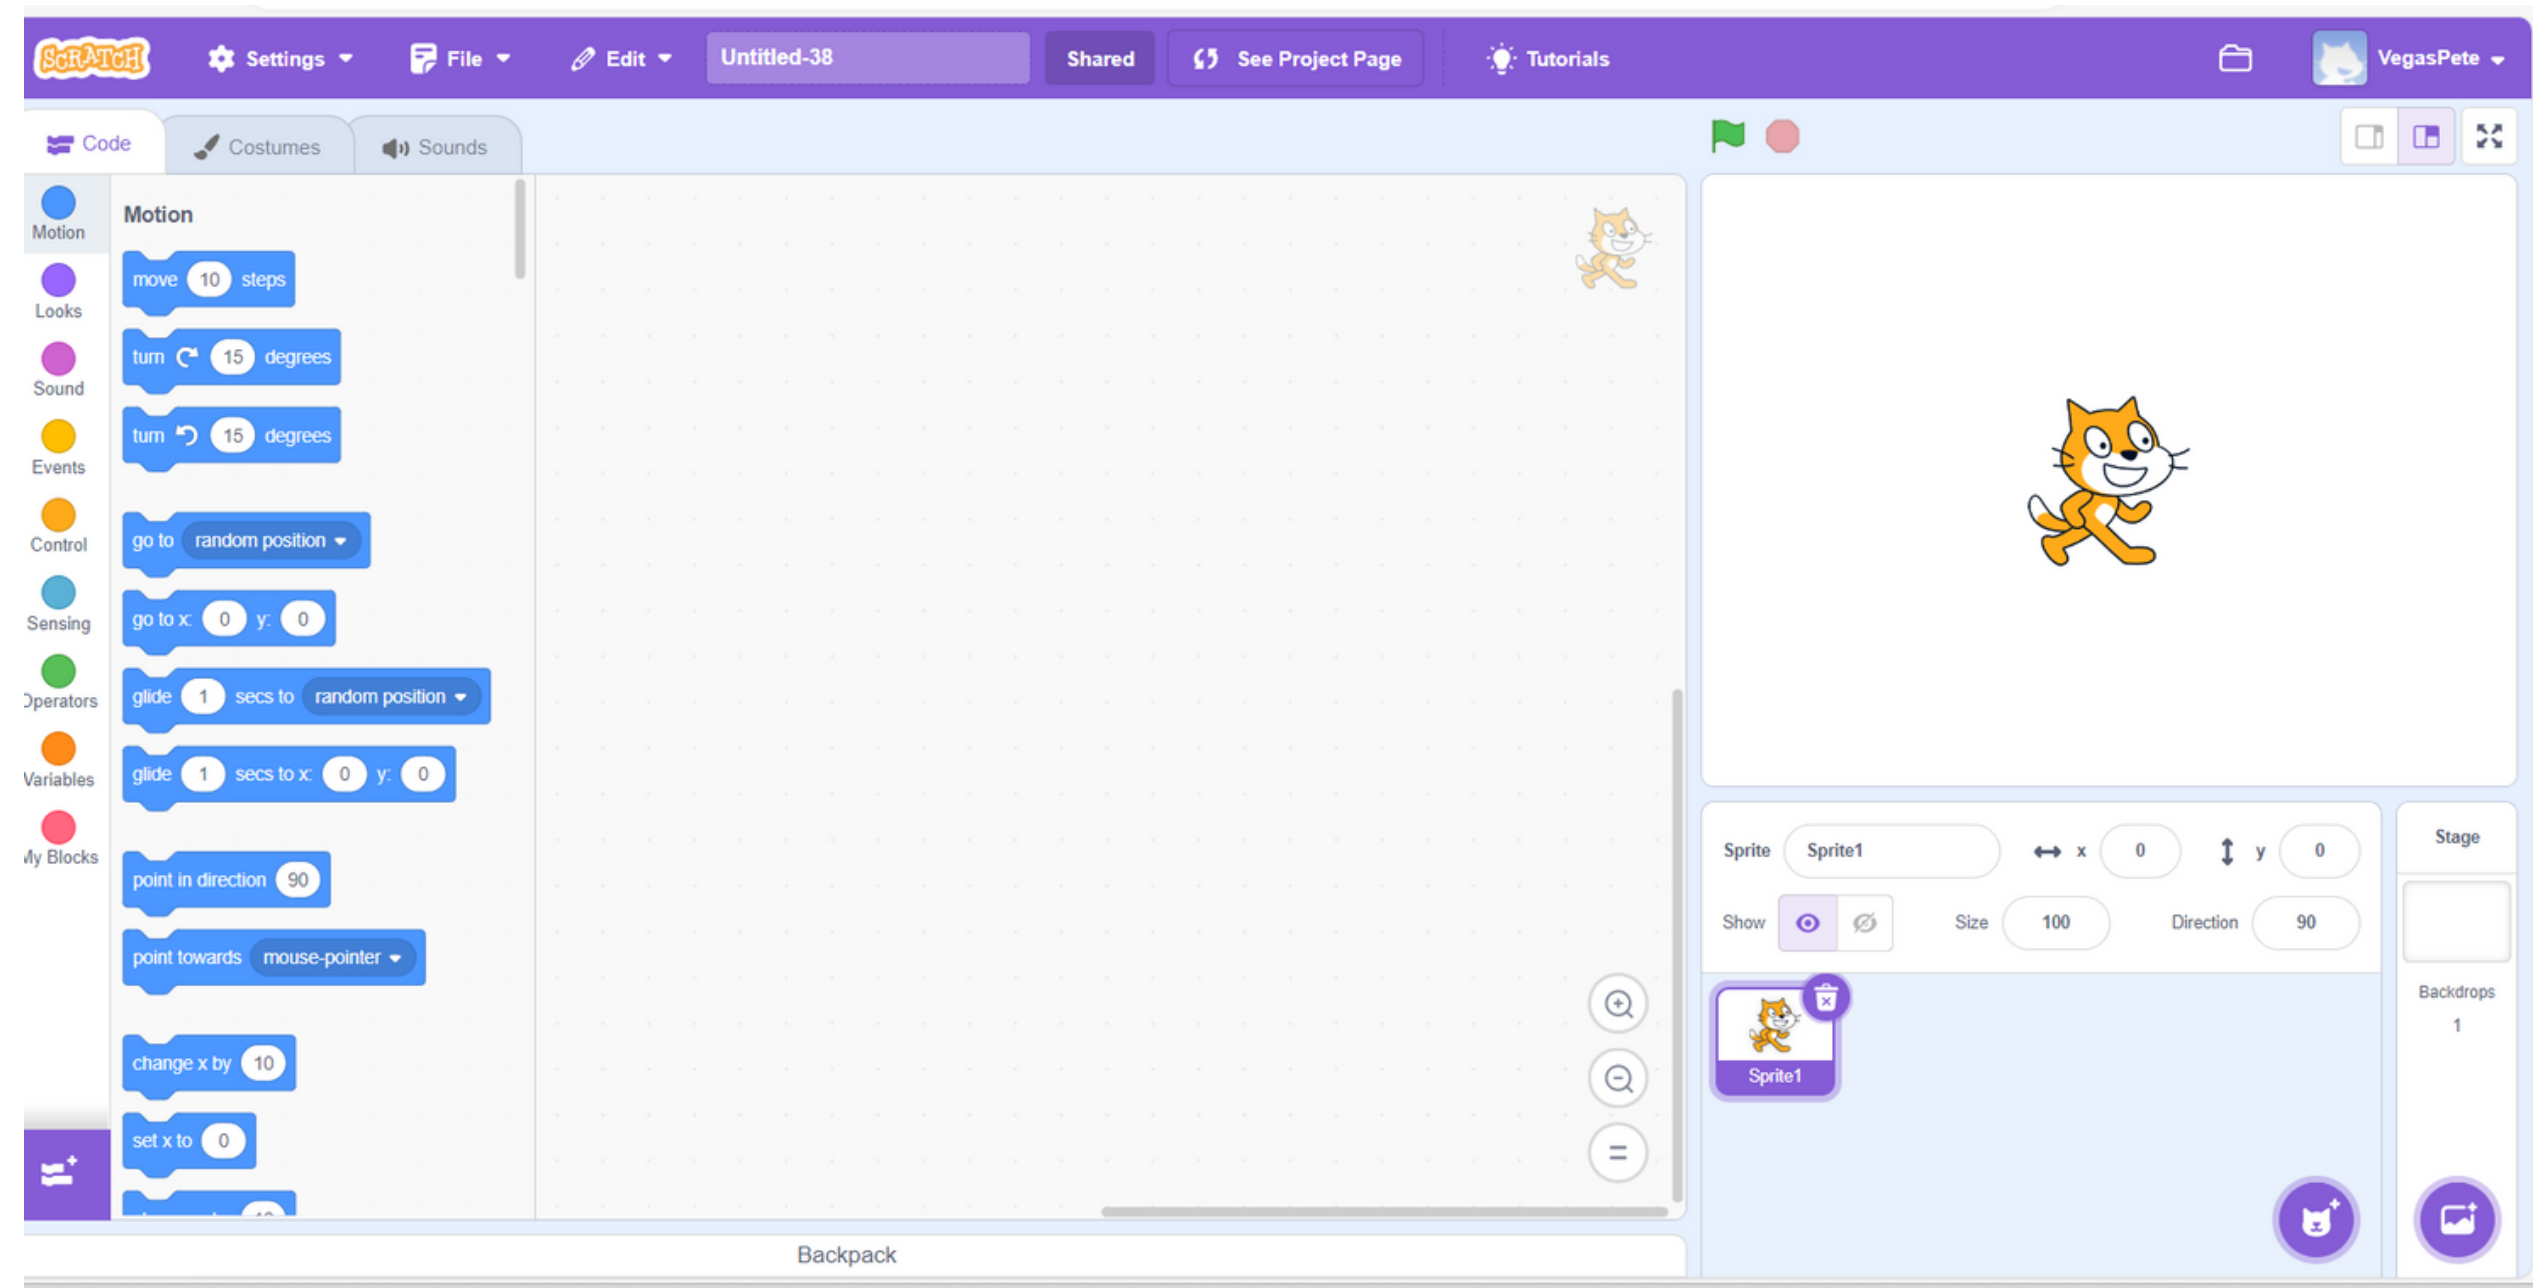 SCRATCH
Settings
File
Edit
Untitled-38
Shared
See Project Page
Tutorials
VegasPete
Code
Costumes
Sounds
Motion
Looks
Sound
Events
Control
Sensing
Operators
Variables
My Blocks
Motion
move 10 steps
turn 15 degrees
turn 15 degrees
go to random position
go to x: 0 y: 0
glide 1 secs to random position
glide 1 secs to x: 0 y: 0
point in direction 90
point towards mouse-pointer
change x by 10
set x to 0
Backpack
Sprite Sprite1 x 0 y 0
Show Size 100 Direction 90
Sprite1
Stage
Backdrops
1